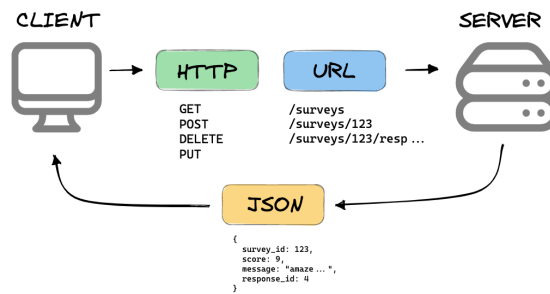 CLIENT
SERVER
HTTP
URL
GET
POST
DELETE
PUT
/surveys
/surveys/123
/surveys/123/resp ...
JSON
{
survey_id: 123,
score: 9,
message: "amaze ... ",
response_id: 4
}